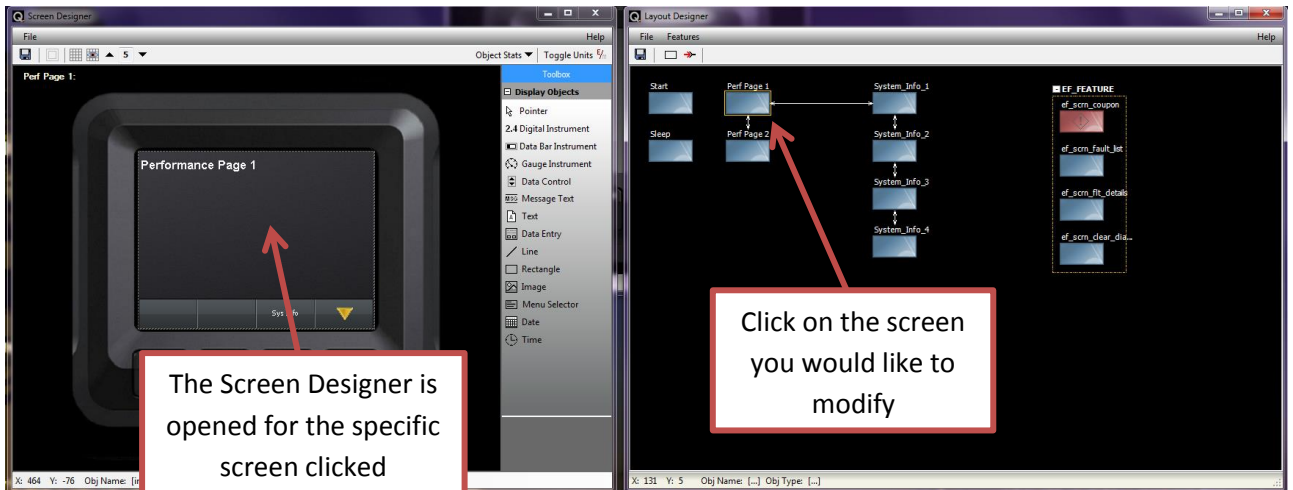 Screen Designer
File Help
5 Object Stats Toggle Units E/
Perf Page 1:
Toolbox
Display Objects
Pointer
2.4 Digital Instrument
Data Bar Instrument
Gauge Instrument
Data Control
MSG Message Text
A Text
Data Entry
Line
Rectangle
Image
Menu Selector
Date
Time
Performance Page 1
The Screen Designer is
opened for the specific
screen clicked
X: 464 Y: -76 Obj Name:
Layout Designer
File Features Help
Start Perf Page 1 System_Info_1
Sleep Perf Page 2 System_Info_2
System_Info_3
System_Info_4
EF_FEATURE
ef_scrn_coupon
ef_scrn_fault_list
ef_scrn_flt_details
ef_scrn_clear_dia...
Click on the screen
you would like to
modify
X: 131 Y: 5 Obj Name: [...] Obj Type: [...]